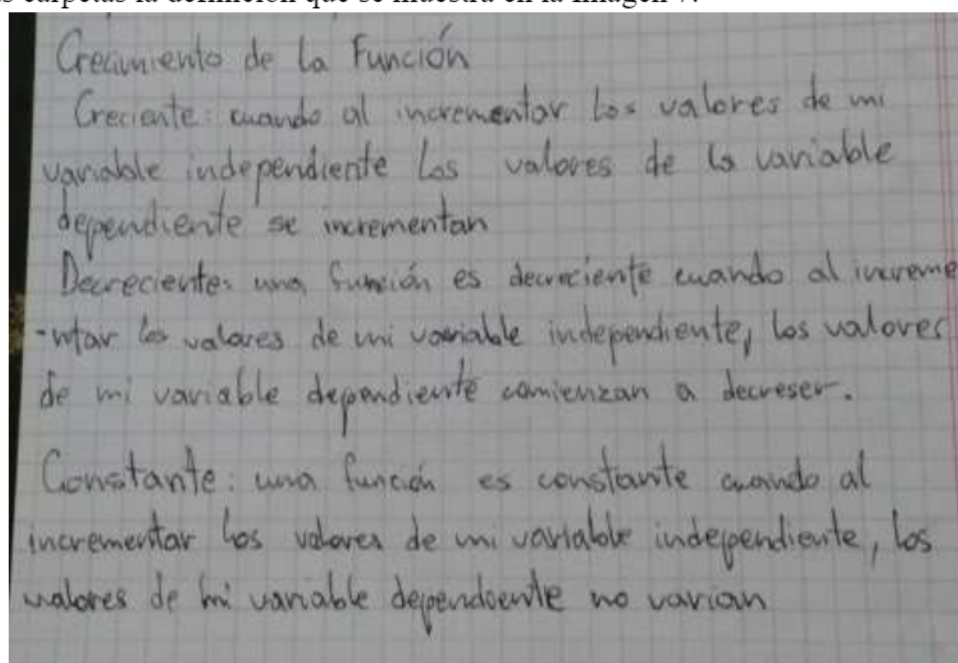 as carpetas la definición que se muestra en la imagen 7.
Crecimiento de la Función
Creciente: cuando al incrementar los valores de mi
variable independiente los valores de la variable
dependiente se incrementan
Decreciente: una función es decreciente cuando al increme
-ntar los valores de mi variable independiente, los valores
de mi variable dependiente comienzan a decreser.
Constante: una función es constante cuando al
incrementar los valores de mi variable independiente, los
valores de mi variable dependiente no varian